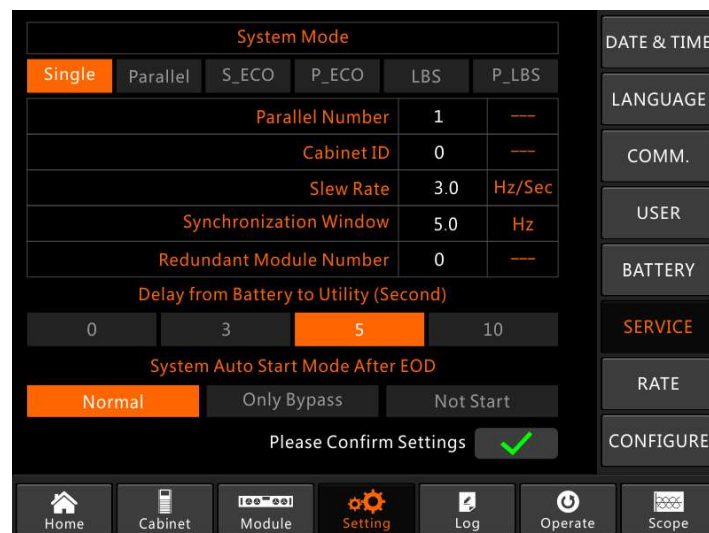 System Mode
Single Parallel S_ECO P_ECO LBS P_LBS
Parallel Number 1 ---
Cabinet ID 0 ---
Slew Rate 3.0 Hz/Sec
Synchronization Window 5.0 Hz
Redundant Module Number 0 ---
Delay from Battery to Utility (Second)
0 3 5 10
System Auto Start Mode After EOD
Normal Only Bypass Not Start
Please Confirm Settings
DATE & TIME
LANGUAGE
COMM.
USER
BATTERY
SERVICE
RATE
CONFIGURE
Home Cabinet Module Setting Log Operate Scope